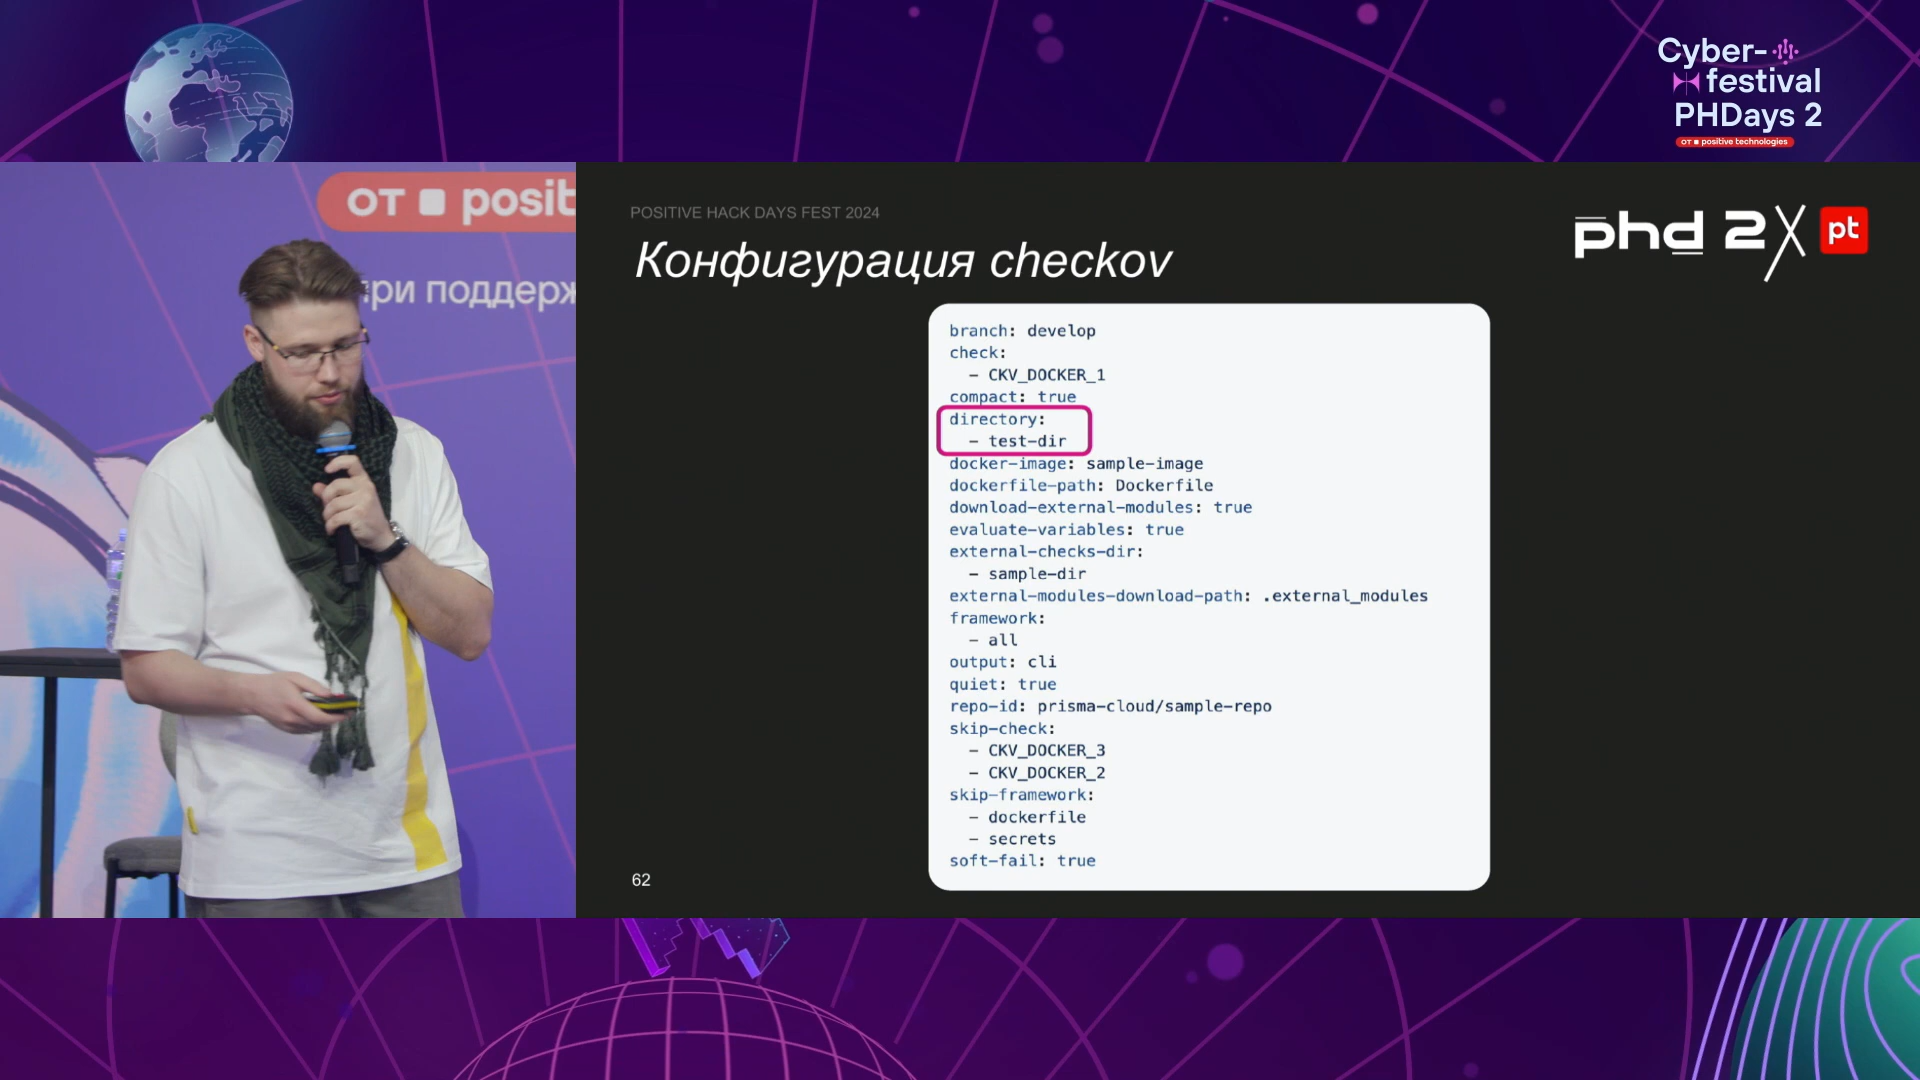 Cyber-
festival
PHDays 2
от positive technologies
от posit
при поддерж
POSITIVE HACK DAYS FEST 2024
Конфигурация checkov
phd 2
pt
branch: develop
check:
  - CKV_DOCKER_1
compact: true
directory:
  - test-dir
docker-image: sample-image
dockerfile-path: Dockerfile
download-external-modules: true
evaluate-variables: true
external-checks-dir:
  - sample-dir
external-modules-download-path: .external_modules
framework:
  - all
output: cli
quiet: true
repo-id: prisma-cloud/sample-repo
skip-check:
  - CKV_DOCKER_3
  - CKV_DOCKER_2
skip-framework:
  - dockerfile
  - secrets
soft-fail: true
62